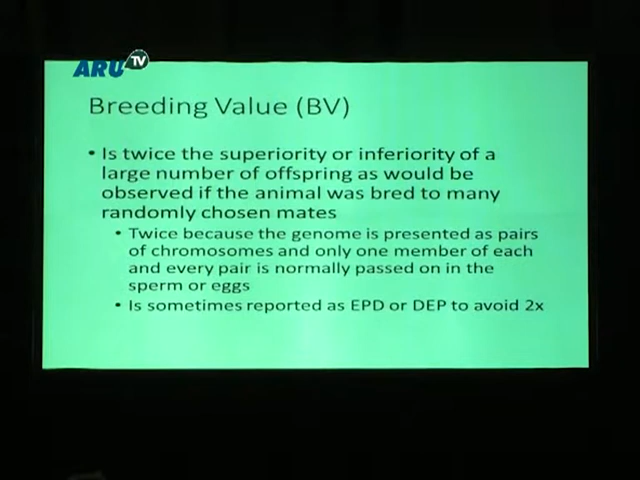 ARU TV
Breeding Value (BV)
• Is twice the superiority or inferiority of a
large number of offspring as would be
observed if the animal was bred to many
randomly chosen mates
• Twice because the genome is presented as pairs
of chromosomes and only one member of each
and every pair is normally passed on in the
sperm or eggs
• Is sometimes reported as EPD or DEP to avoid 2x